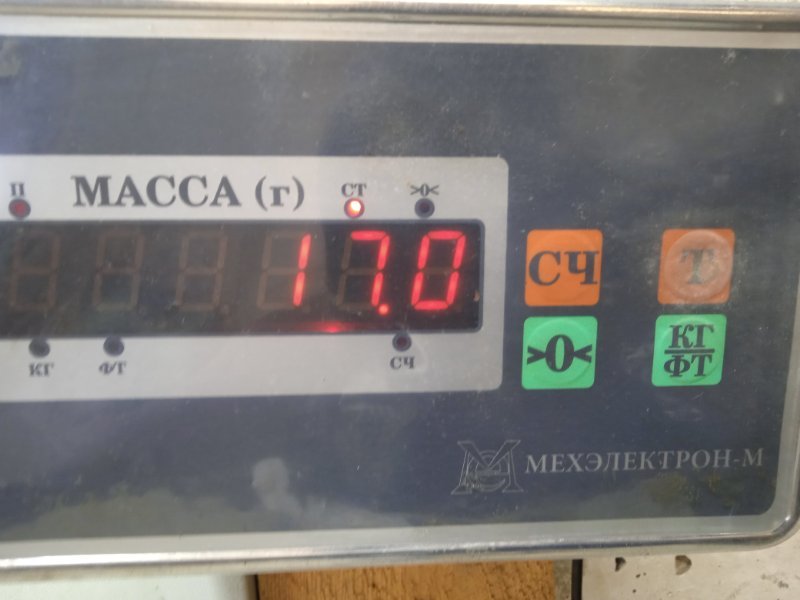 П МАССА (г) СТ >0<
17.0
КГ Ф/Т СЧ
СЧ Т
>0< КГ/ФТ
МЕХЭЛЕКТРОН-М